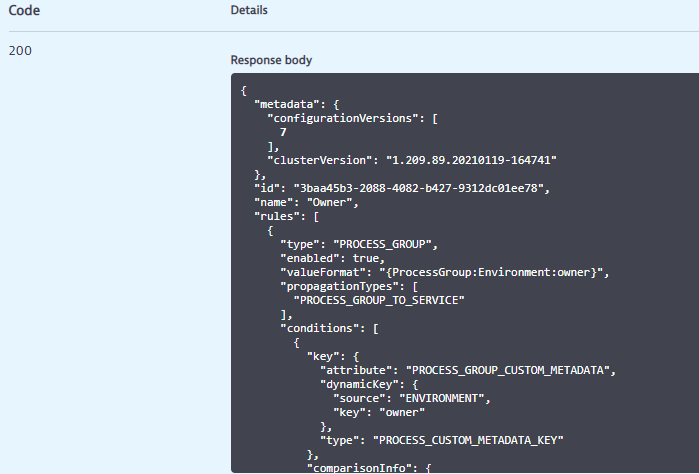 Code
Details
200
Response body
{
  "metadata": {
    "configurationVersions": [
      7
    ],
    "clusterVersion": "1.209.89.20210119-164741"
  },
  "id": "3baa45b3-2088-4082-b427-9312dc01ee78",
  "name": "Owner",
  "rules": [
    {
      "type": "PROCESS_GROUP",
      "enabled": true,
      "valueFormat": "{ProcessGroup:Environment:owner}",
      "propagationTypes": [
        "PROCESS_GROUP_TO_SERVICE"
      ],
      "conditions": [
        {
          "key": {
            "attribute": "PROCESS_GROUP_CUSTOM_METADATA",
            "dynamicKey": {
              "source": "ENVIRONMENT",
              "key": "owner"
            },
            "type": "PROCESS_CUSTOM_METADATA_KEY"
          },
          "comparisonInfo": {